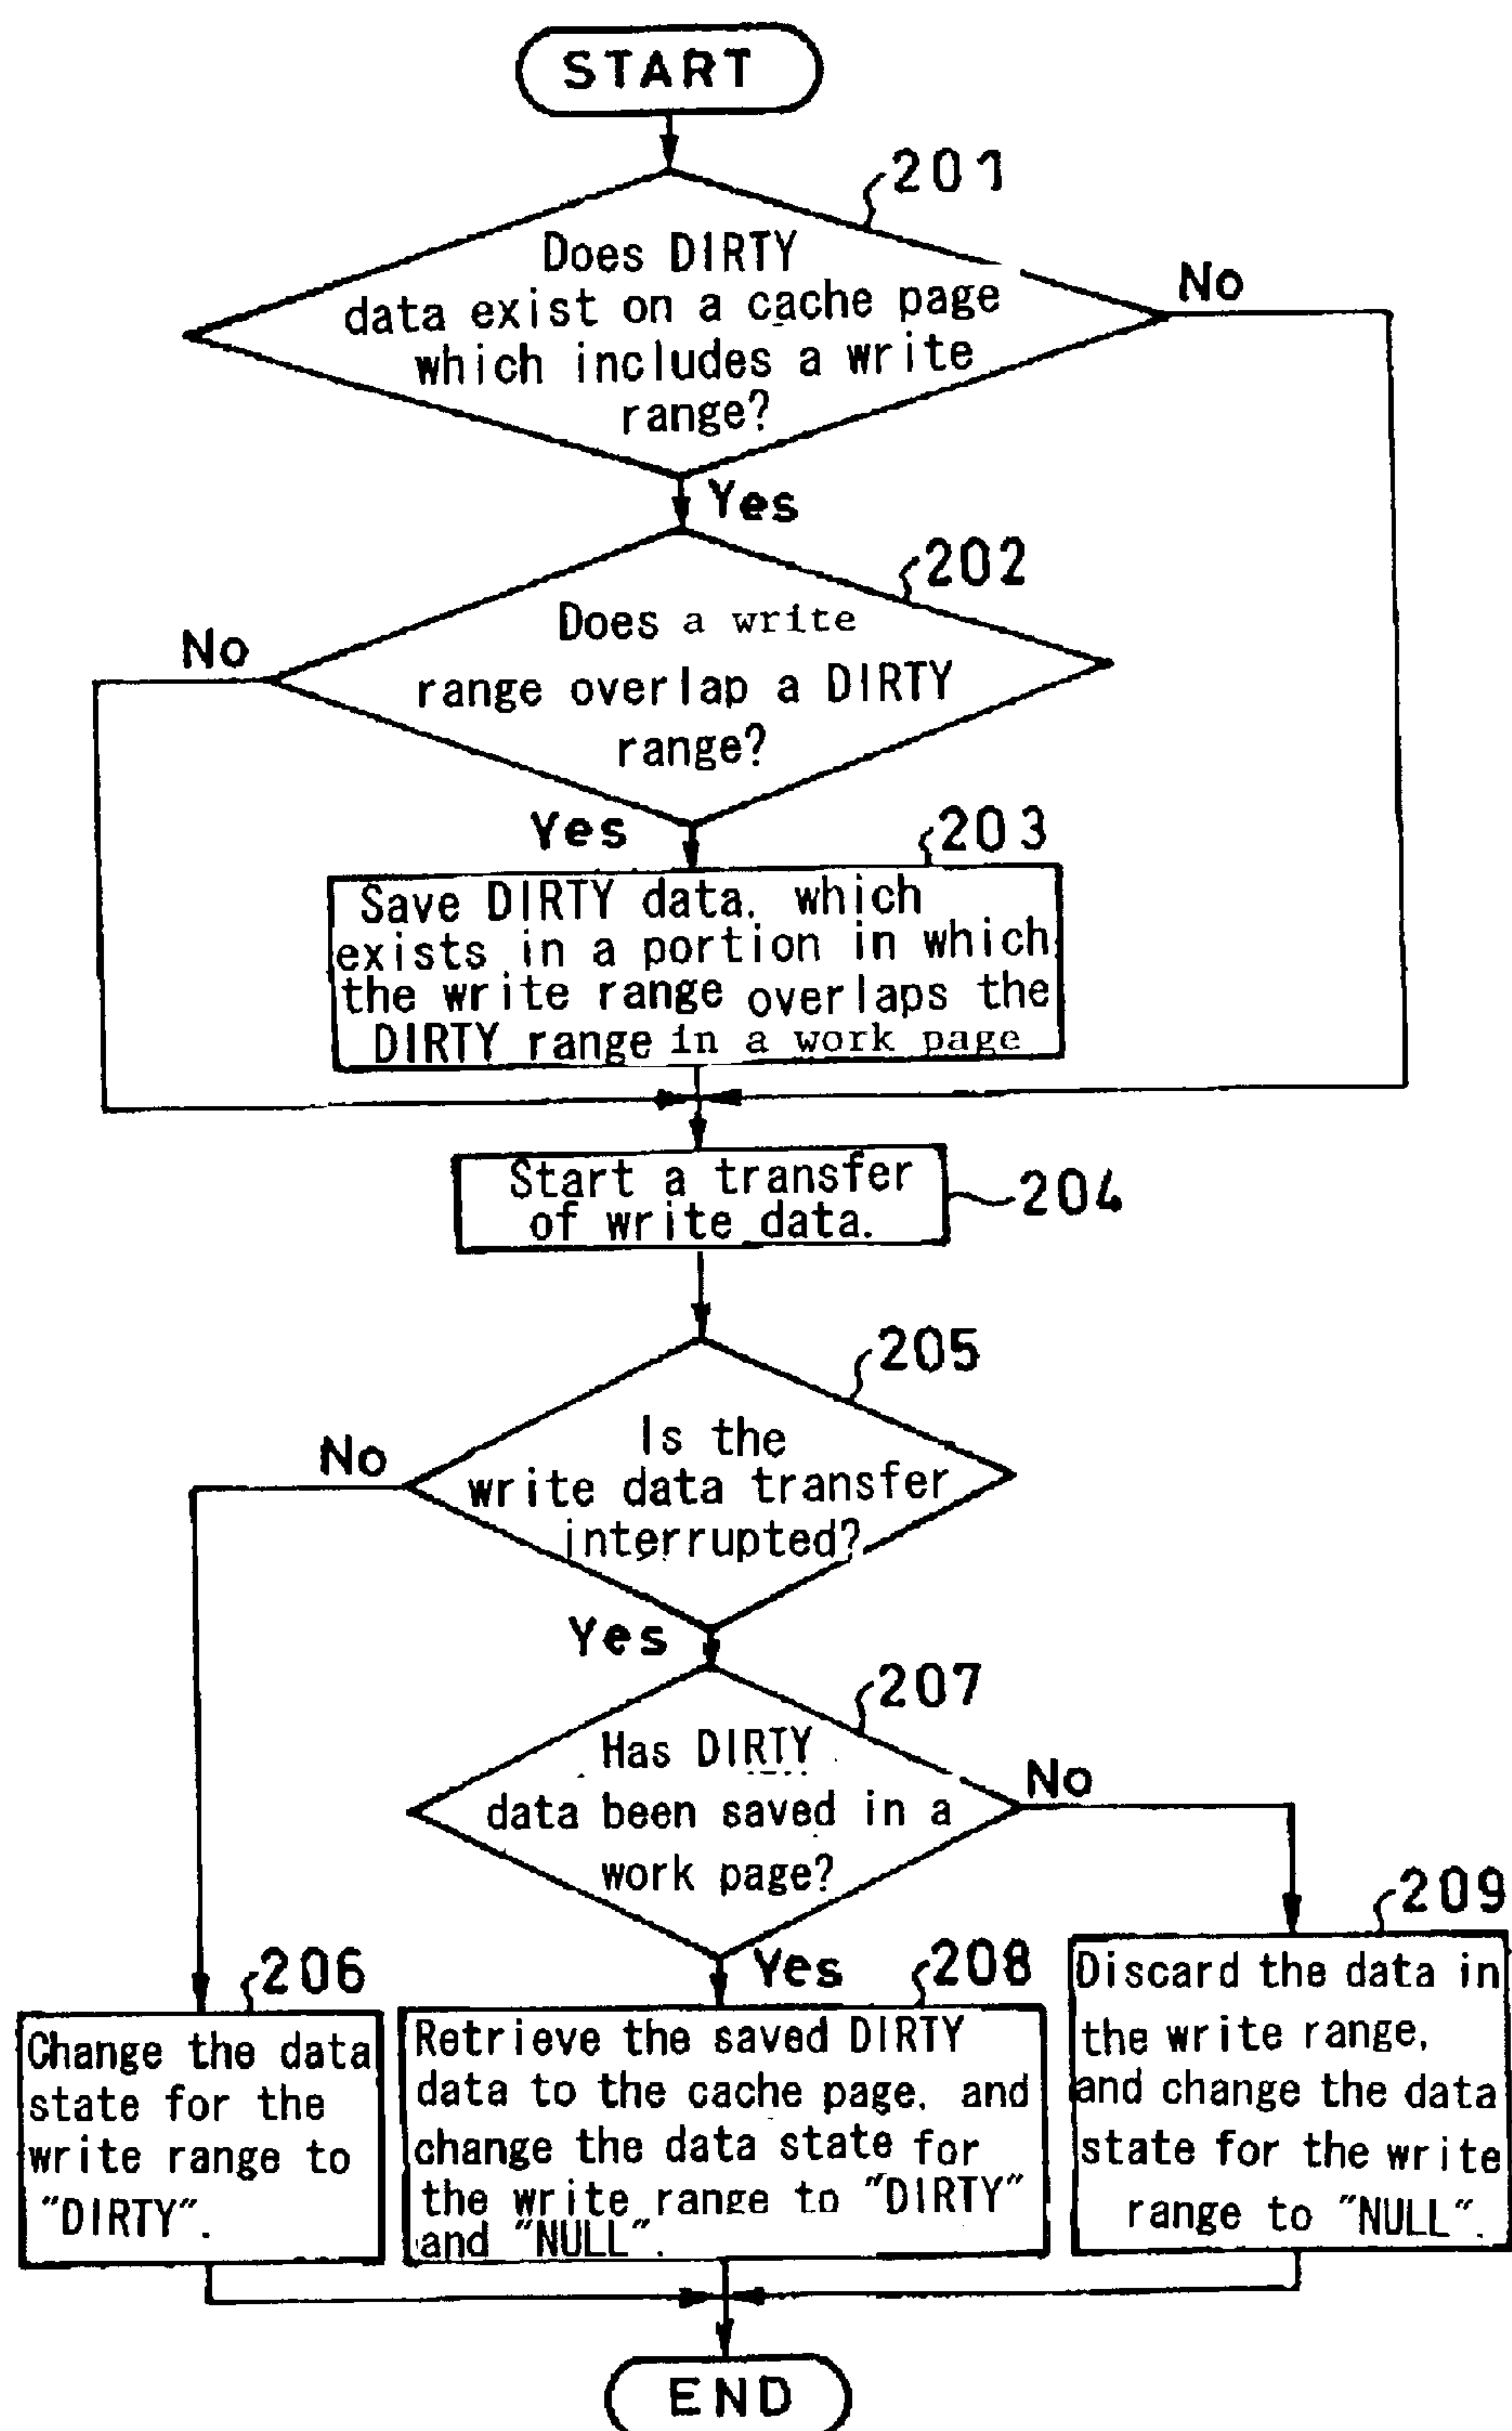 START
201
Does DIRTY
data exist on a cache page
which includes a write
range?
No
Yes
202
Does a write
range overlap a DIRTY
range?
No
Yes
203
Save DIRTY data, which
exists in a portion in which
the write range overlaps the
DIRTY range in a work page
Start a transfer
of write data.
204
205
Is the
write data transfer
interrupted?
No
Yes
207
Has DIRTY
data been saved in a
work page?
No
Yes
206
Change the data
state for the
write range to
"DIRTY".
208
Retrieve the saved DIRTY
data to the cache page, and
change the data state for
the write range to "DIRTY"
and "NULL".
209
Discard the data in
the write range,
and change the data
state for the write
range to "NULL".
END